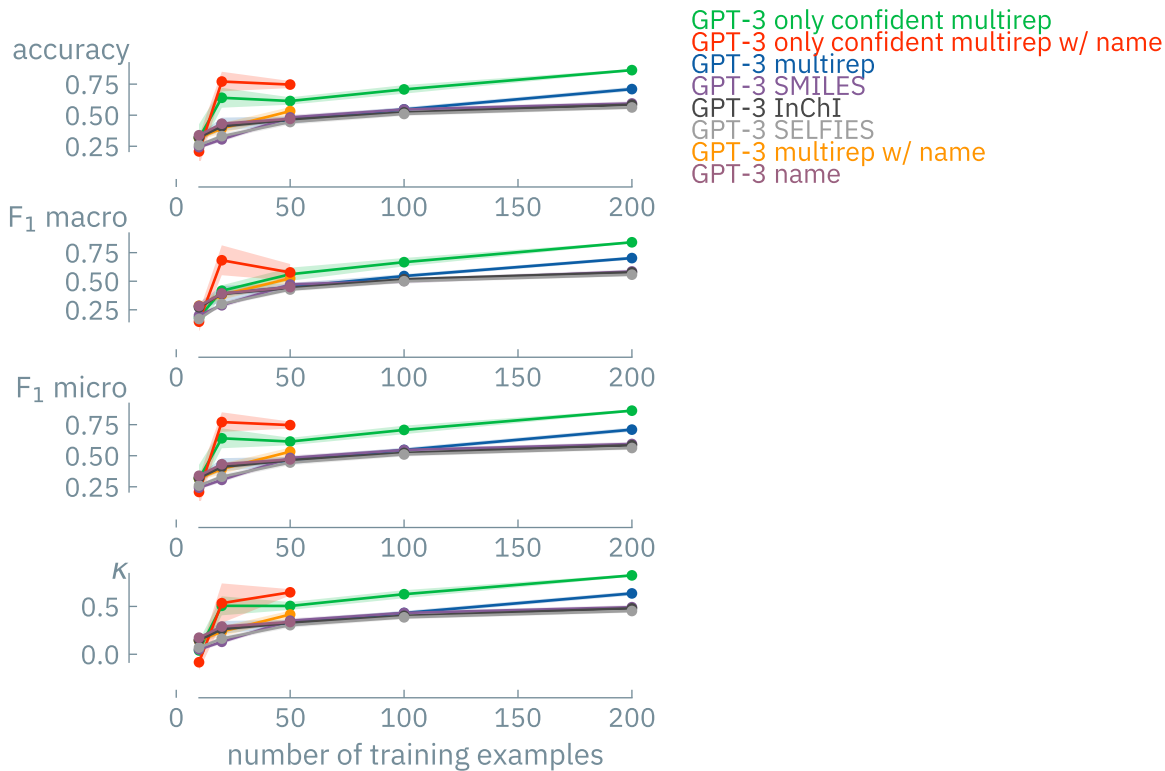 GPT-3 only confident multirep
GPT-3 only confident multirep w/ name
GPT-3 multirep
GPT-3 SMILES
GPT-3 InChI
GPT-3 SELFIES
GPT-3 multirep w/ name
GPT-3 name
accuracy
0.75
0.50
0.25
0 50 100 150 200
F₁ macro
0.75
0.50
0.25
0 50 100 150 200
F₁ micro
0.75
0.50
0.25
0 50 100 150 200
κ
0.5
0.0
0 50 100 150 200
number of training examples